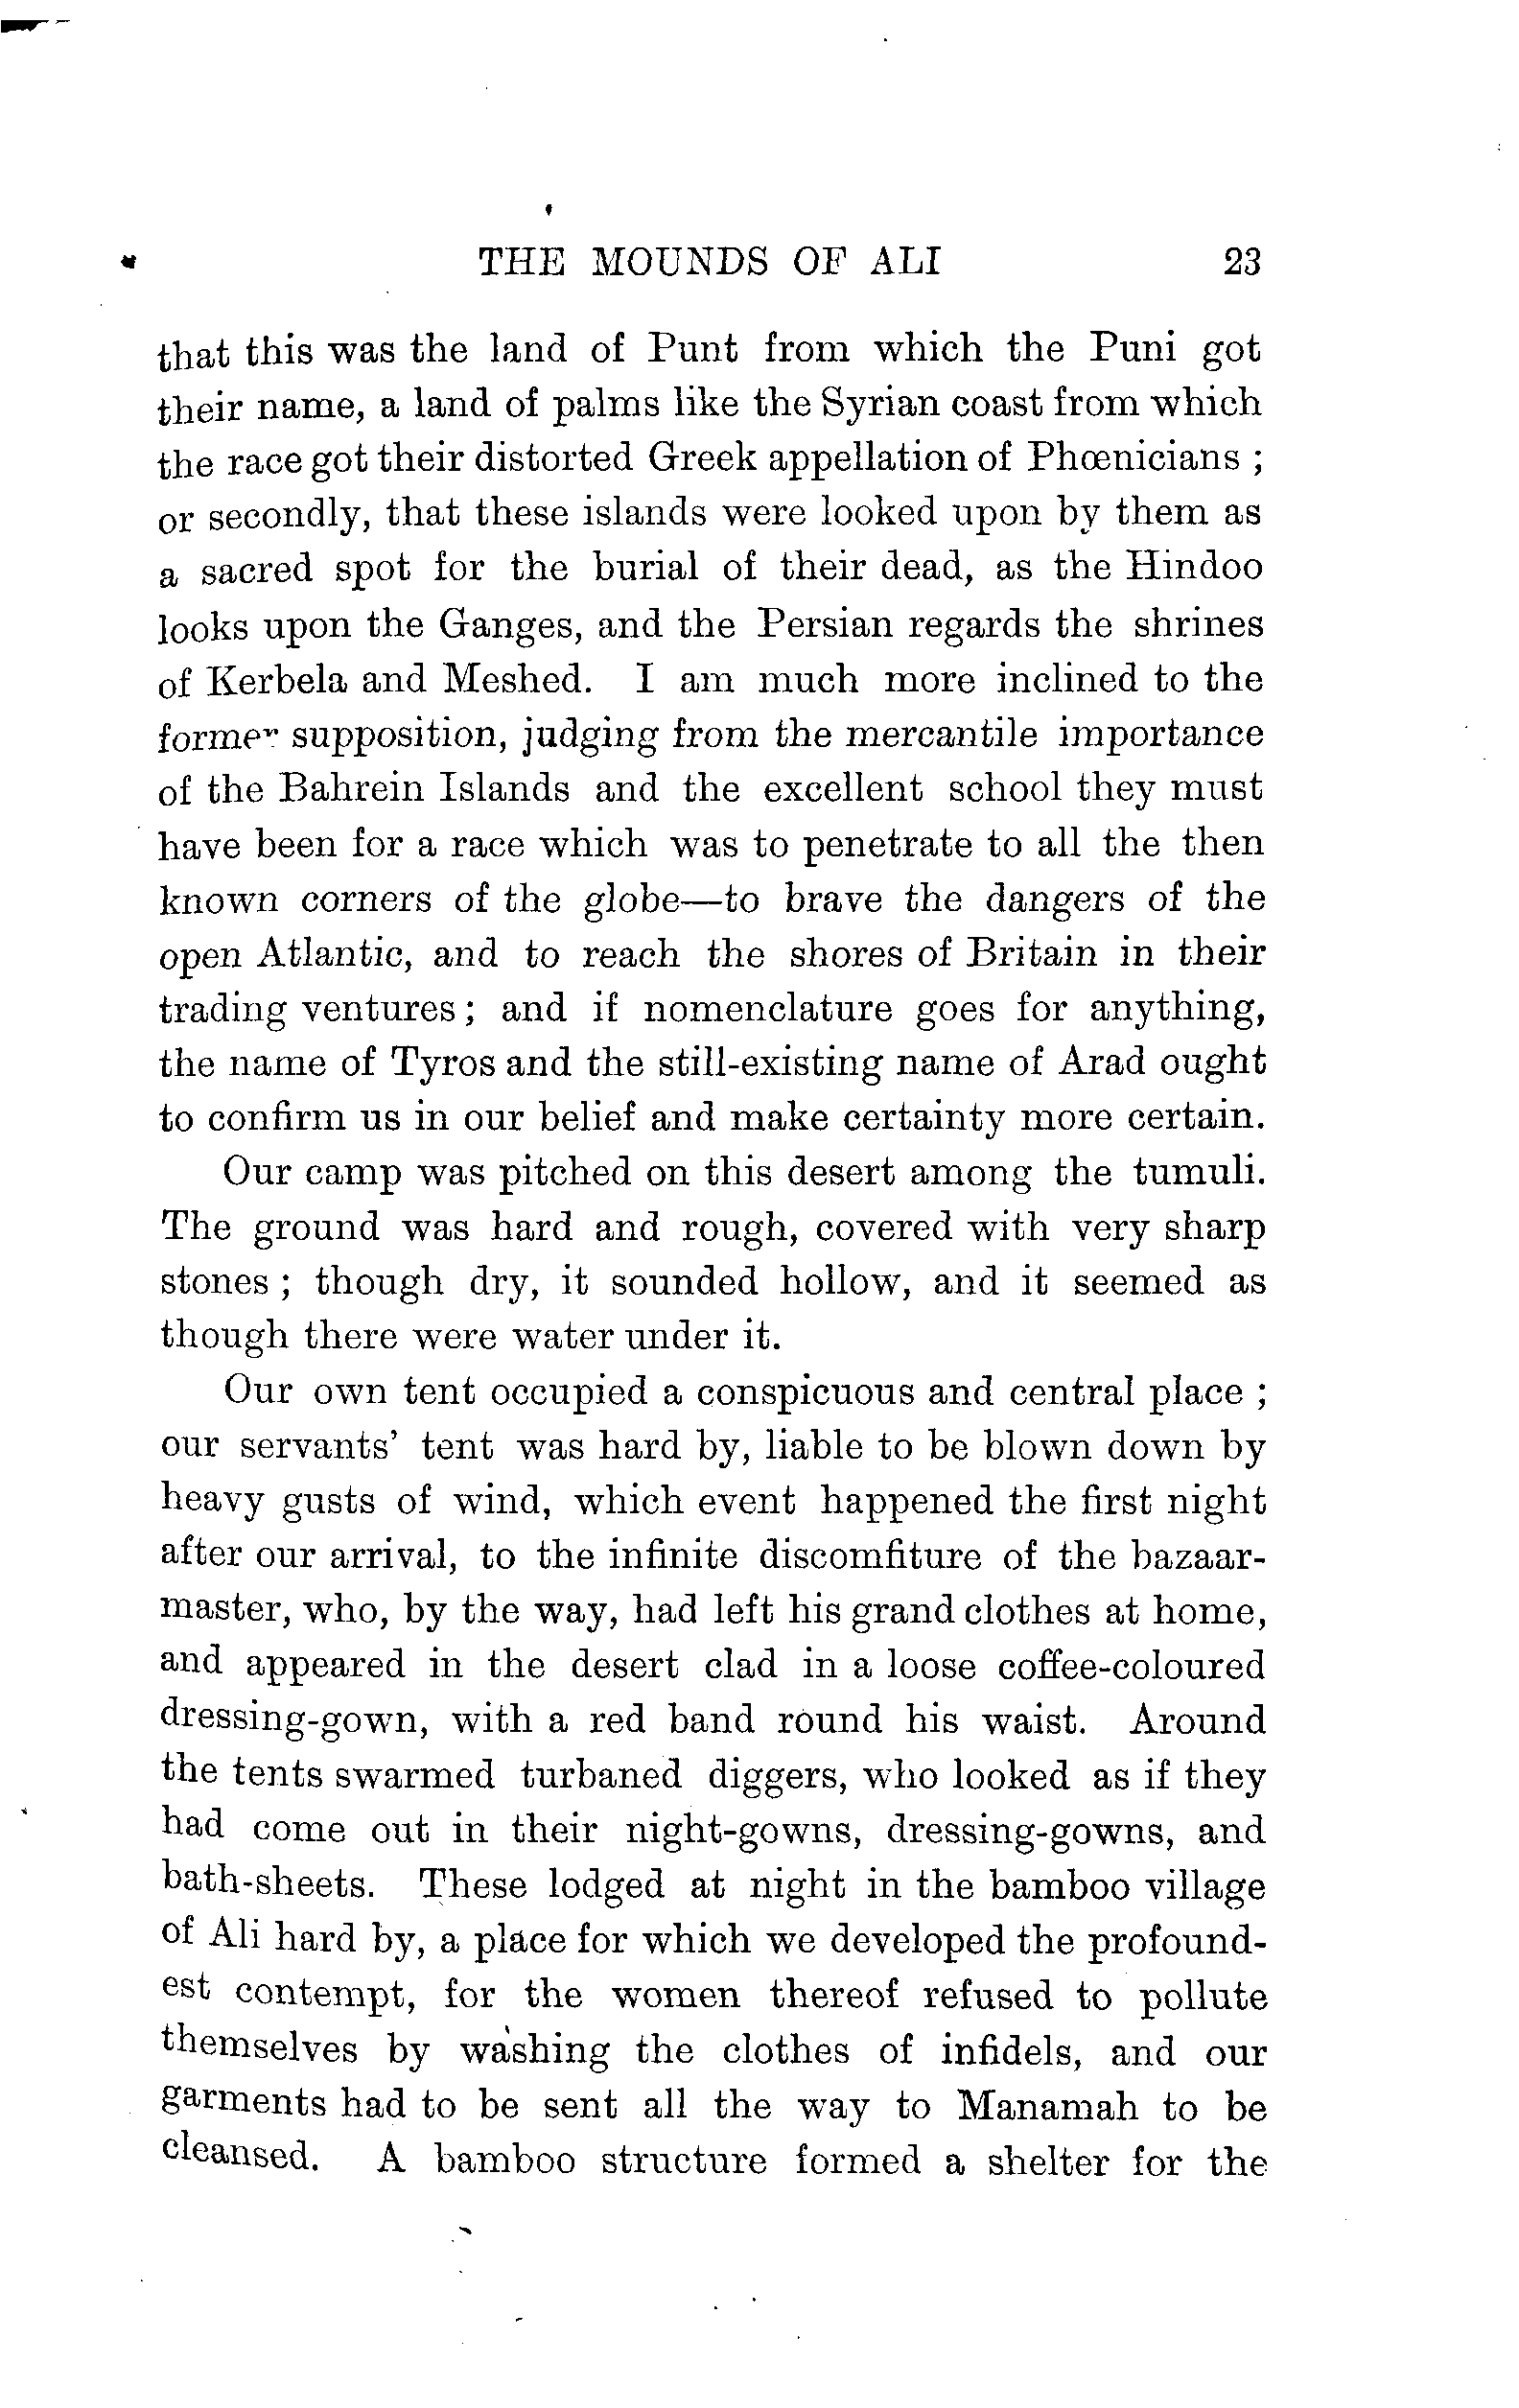 THE MOUNDS OF ALI 23
that this was the land of Punt from which the Puni got
their name, a land of palms like the Syrian coast from which
the race got their distorted Greek appellation of Phœnicians ;
or secondly, that these islands were looked upon by them as
a sacred spot for the burial of their dead, as the Hindoo
looks upon the Ganges, and the Persian regards the shrines
of Kerbela and Meshed. I am much more inclined to the
former supposition, judging from the mercantile importance
of the Bahrein Islands and the excellent school they must
have been for a race which was to penetrate to all the then
known corners of the globe—to brave the dangers of the
open Atlantic, and to reach the shores of Britain in their
trading ventures ; and if nomenclature goes for anything,
the name of Tyros and the still-existing name of Arad ought
to confirm us in our belief and make certainty more certain.
Our camp was pitched on this desert among the tumuli.
The ground was hard and rough, covered with very sharp
stones ; though dry, it sounded hollow, and it seemed as
though there were water under it.
Our own tent occupied a conspicuous and central place ;
our servants' tent was hard by, liable to be blown down by
heavy gusts of wind, which event happened the first night
after our arrival, to the infinite discomfiture of the bazaar-
master, who, by the way, had left his grand clothes at home,
and appeared in the desert clad in a loose coffee-coloured
dressing-gown, with a red band round his waist. Around
the tents swarmed turbaned diggers, who looked as if they
had come out in their night-gowns, dressing-gowns, and
bath-sheets. These lodged at night in the bamboo village
of Ali hard by, a place for which we developed the profound-
est contempt, for the women thereof refused to pollute
themselves by washing the clothes of infidels, and our
garments had to be sent all the way to Manamah to be
cleansed. A bamboo structure formed a shelter for the